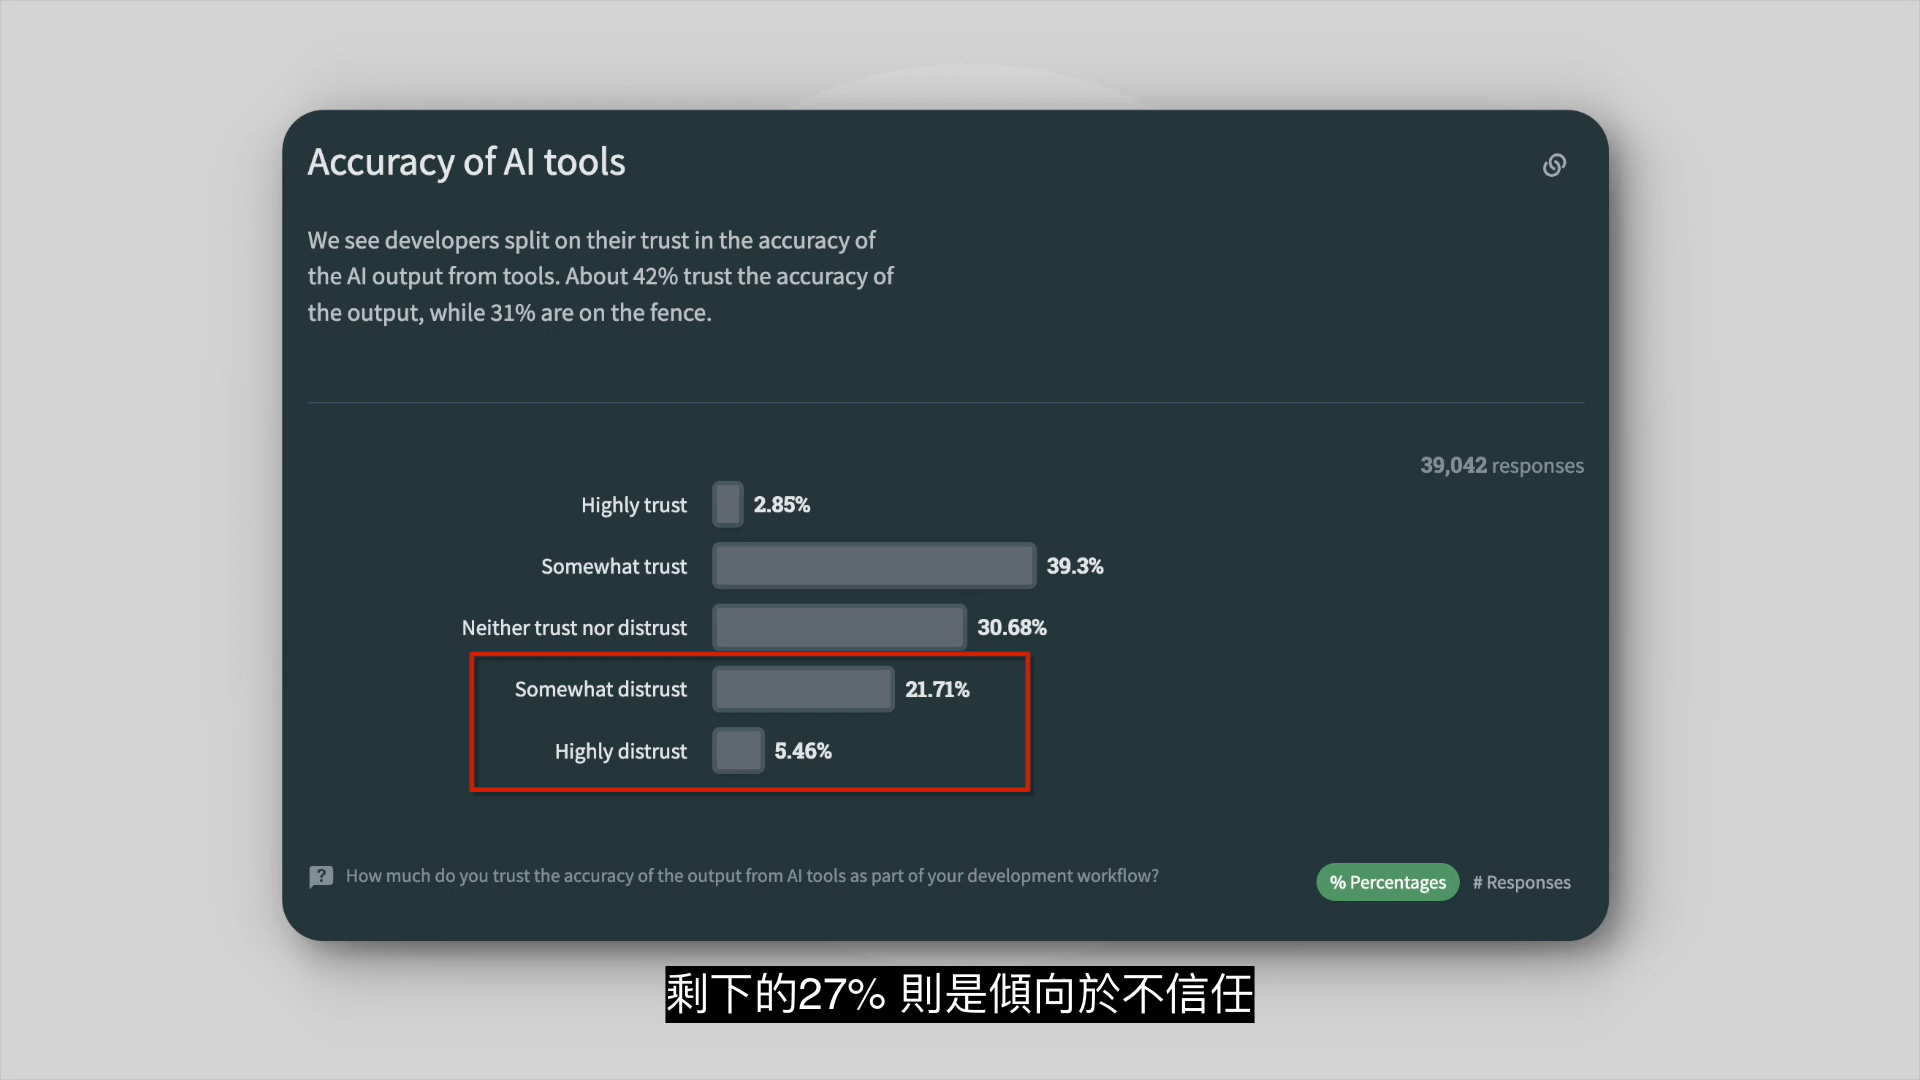 Accuracy of AI tools
We see developers split on their trust in the accuracy of
the AI output from tools. About 42% trust the accuracy of
the output, while 31% are on the fence.
39,042 responses
Highly trust 2.85%
Somewhat trust 39.3%
Neither trust nor distrust 30.68%
Somewhat distrust 21.71%
Highly distrust 5.46%
? How much do you trust the accuracy of the output from AI tools as part of your development workflow?
% Percentages # Responses
剩下的27% 則是傾向於不信任